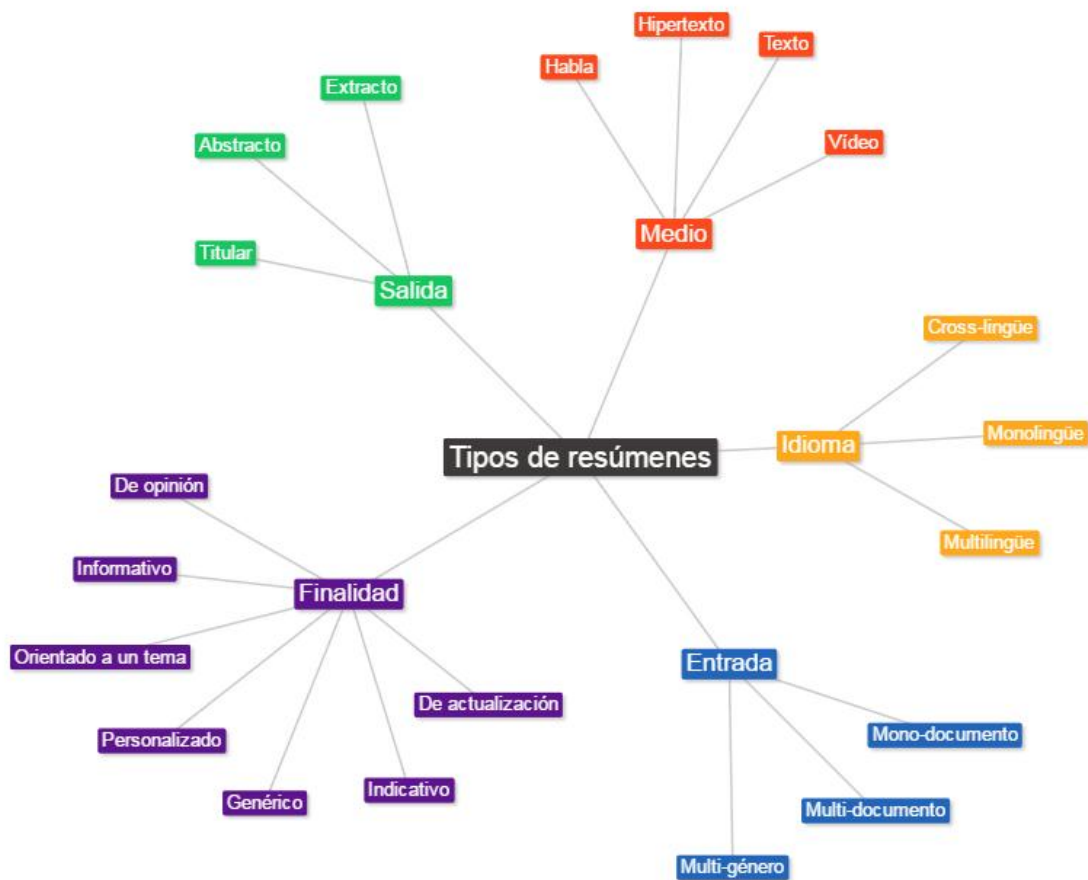 Hipertexto
Texto
Habla
Extracto
Abstracto
Vídeo
Medio
Titular
Salida
Cross-lingüe
Monolingüe
Idioma
Tipos de resúmenes
De opinión
Multilingüe
Informativo
Finalidad
Orientado a un tema
Entrada
De actualización
Mono-documento
Personalizado
Indicativo
Genérico
Multi-documento
Multi-género